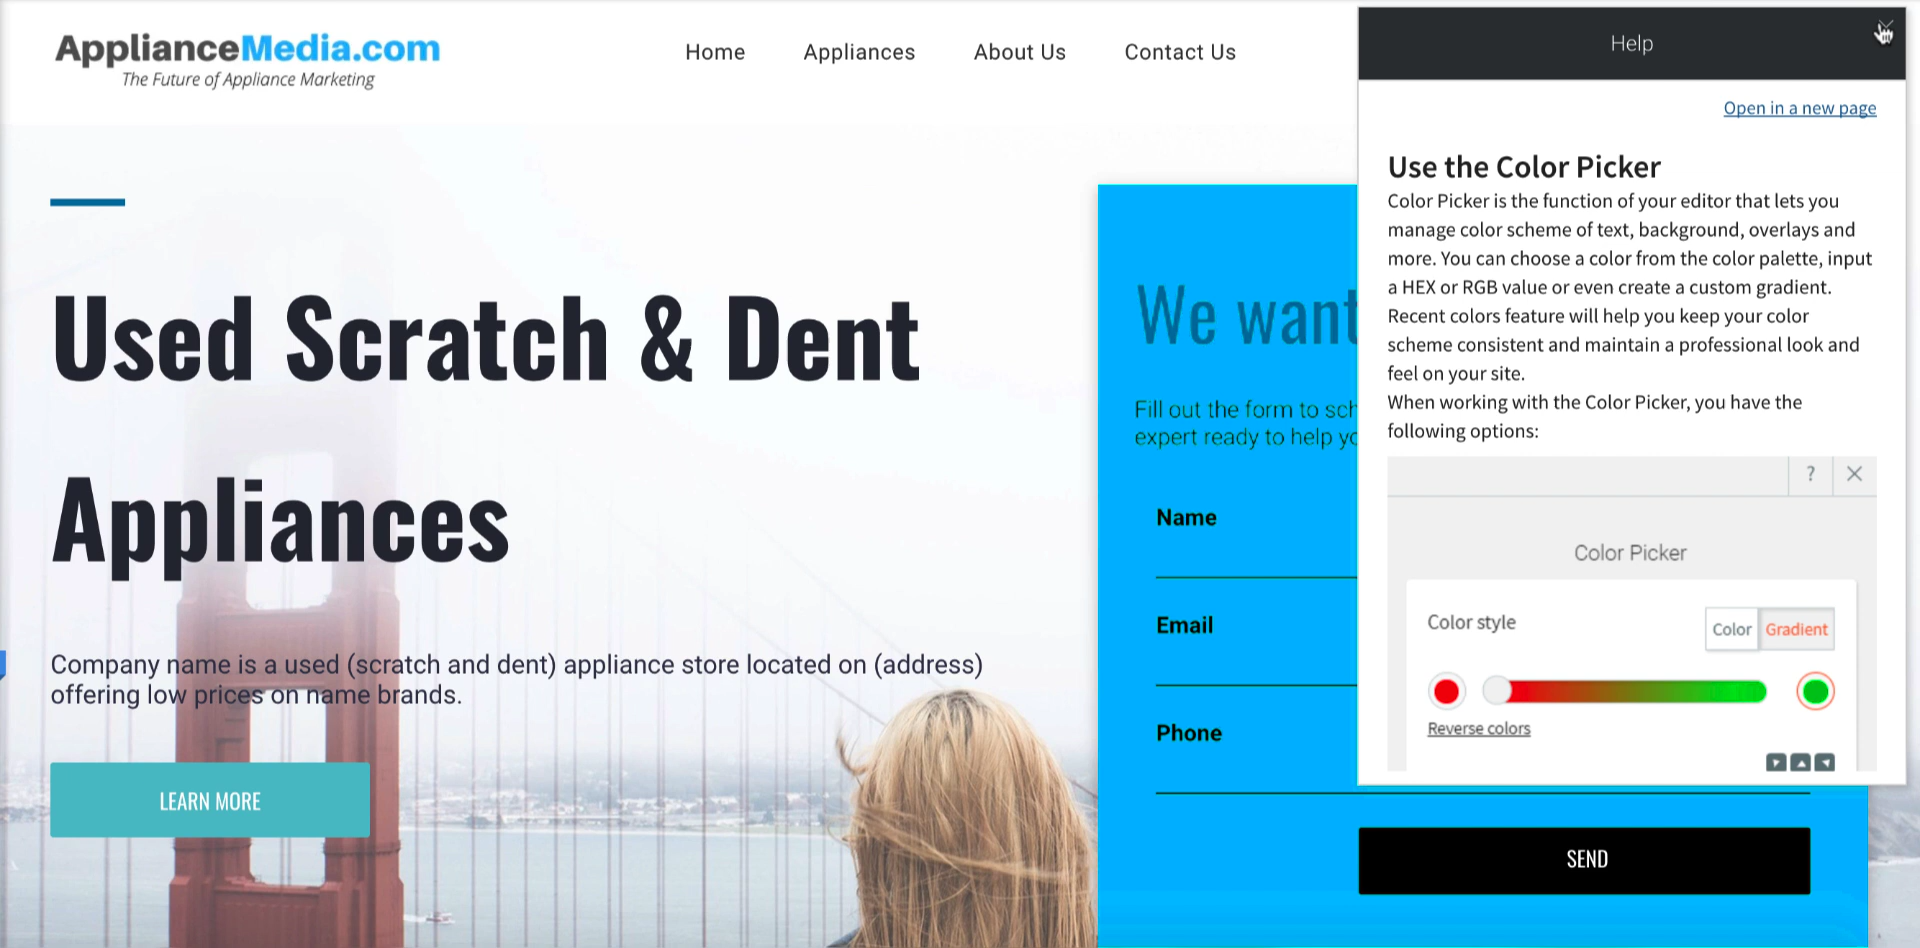 ApplianceMedia.com
The Future of Appliance Marketing
Home
Appliances
About Us
Contact Us
Used Scratch & Dent
Appliances
Company name is a used (scratch and dent) appliance store located on (address)
offering low prices on name brands.
LEARN MORE
We want
Fill out the form to
expert ready to help
Name
Email
Phone
SEND
Help
Open in a new page
Use the Color Picker
Color Picker is the function of your editor that lets you
manage color scheme of text, background, overlays and
more. You can choose a color from the color palette, input
a HEX or RGB value or even create a custom gradient.
Recent colors feature will help you keep your color
scheme consistent and maintain a professional look and
feel on your site.
When working with the Color Picker, you have the
following options:
?
Color Picker
Color style
Color
Gradient
Reverse colors